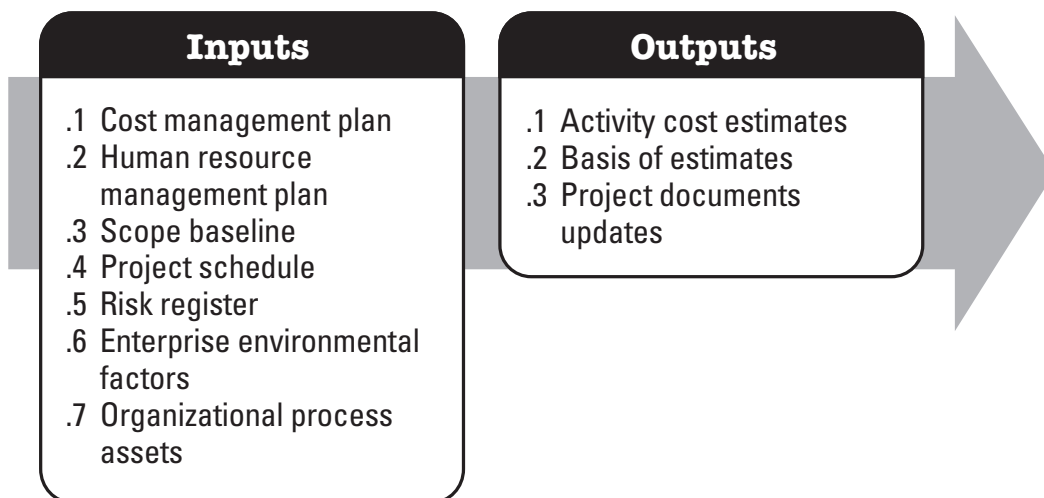 Inputs
.1 Cost management plan
.2 Human resource
management plan
.3 Scope baseline
.4 Project schedule
.5 Risk register
.6 Enterprise environmental
factors
.7 Organizational process
assets
Outputs
.1 Activity cost estimates
.2 Basis of estimates
.3 Project documents
updates